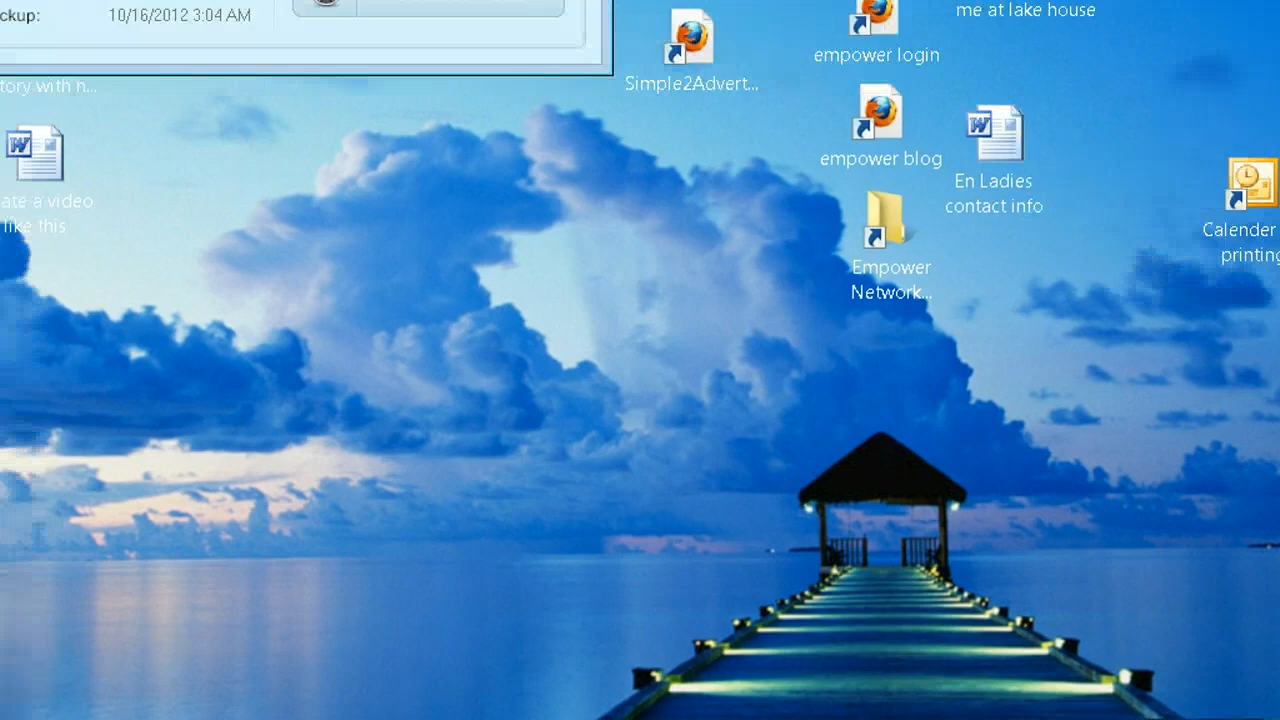 ckup: 10/16/2012 3:04 AM
me at lake house
empower login
Simple2Advert...
tory with n...
empower blog
En Ladies
contact info
ate a video
like this
Calender
printing
Empower
Network...